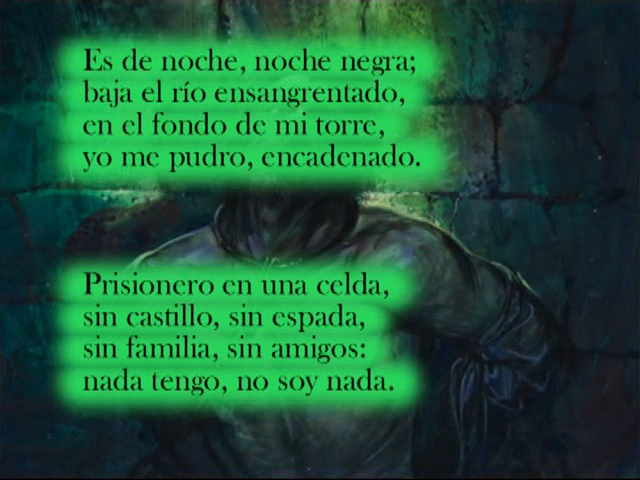 Es de noche, noche negra;
baja el río ensangrentado,
en el fondo de mi torre,
yo me pudro, encadenado.
Prisionero en una celda,
sin castillo, sin espada,
sin familia, sin amigos:
nada tengo, no soy nada.